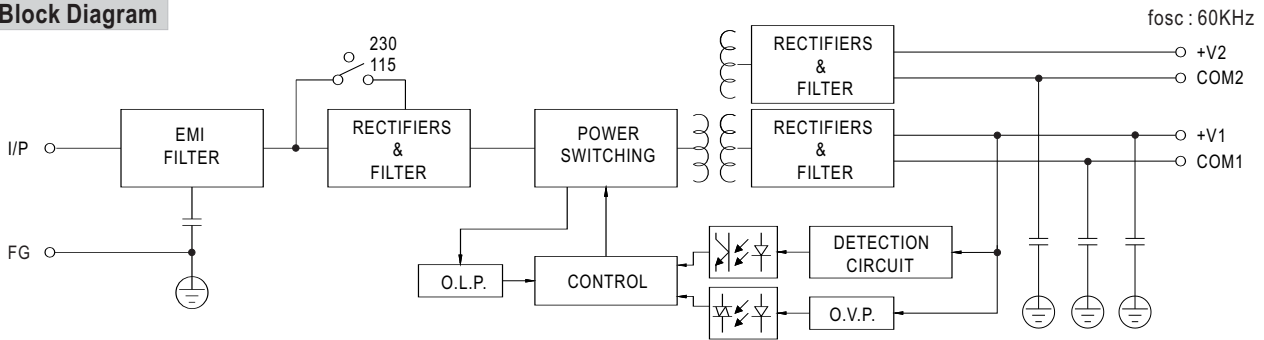 Block Diagram
fosc : 60KHz
230
115
I/P
EMI
FILTER
RECTIFIERS
&
FILTER
POWER
SWITCHING
RECTIFIERS
&
FILTER
+V2
COM2
RECTIFIERS
&
FILTER
+V1
COM1
FG
O.L.P.
CONTROL
DETECTION
CIRCUIT
O.V.P.